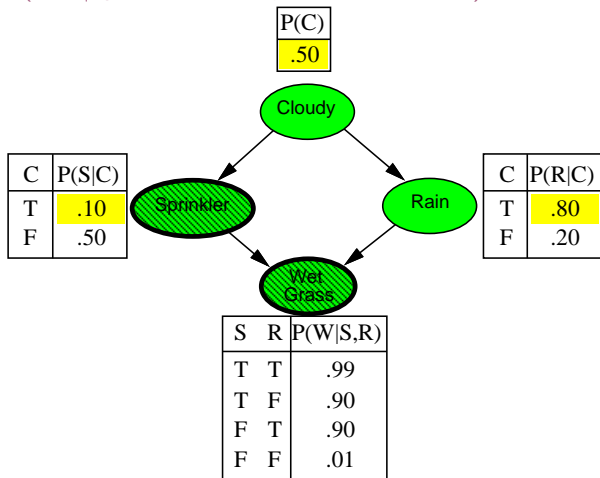 P(C)
.50
Cloudy
C P(S|C)
T .10
F .50
Sprinkler
Rain
C P(R|C)
T .80
F .20
Wet
Grass
S R P(W|S,R)
T T .99
T F .90
F T .90
F F .01